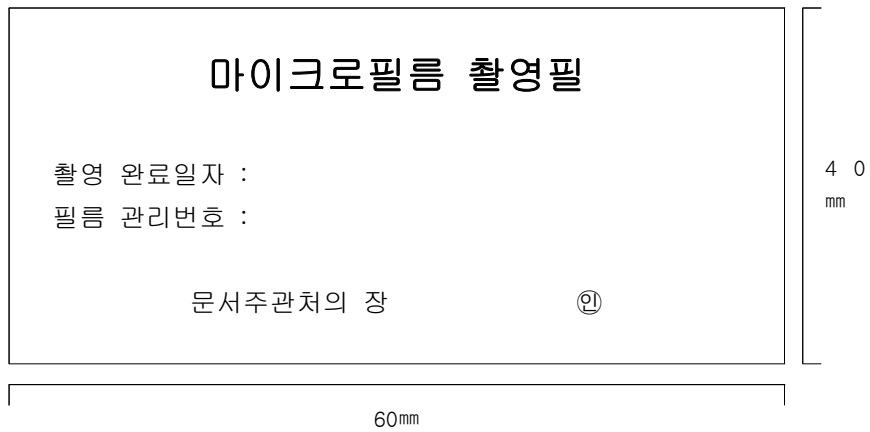 마이크로필름 촬영필
촬영 완료일자 :
필름 관리번호 :
문서주관처의 장 ㊞
4 0
㎜
60㎜